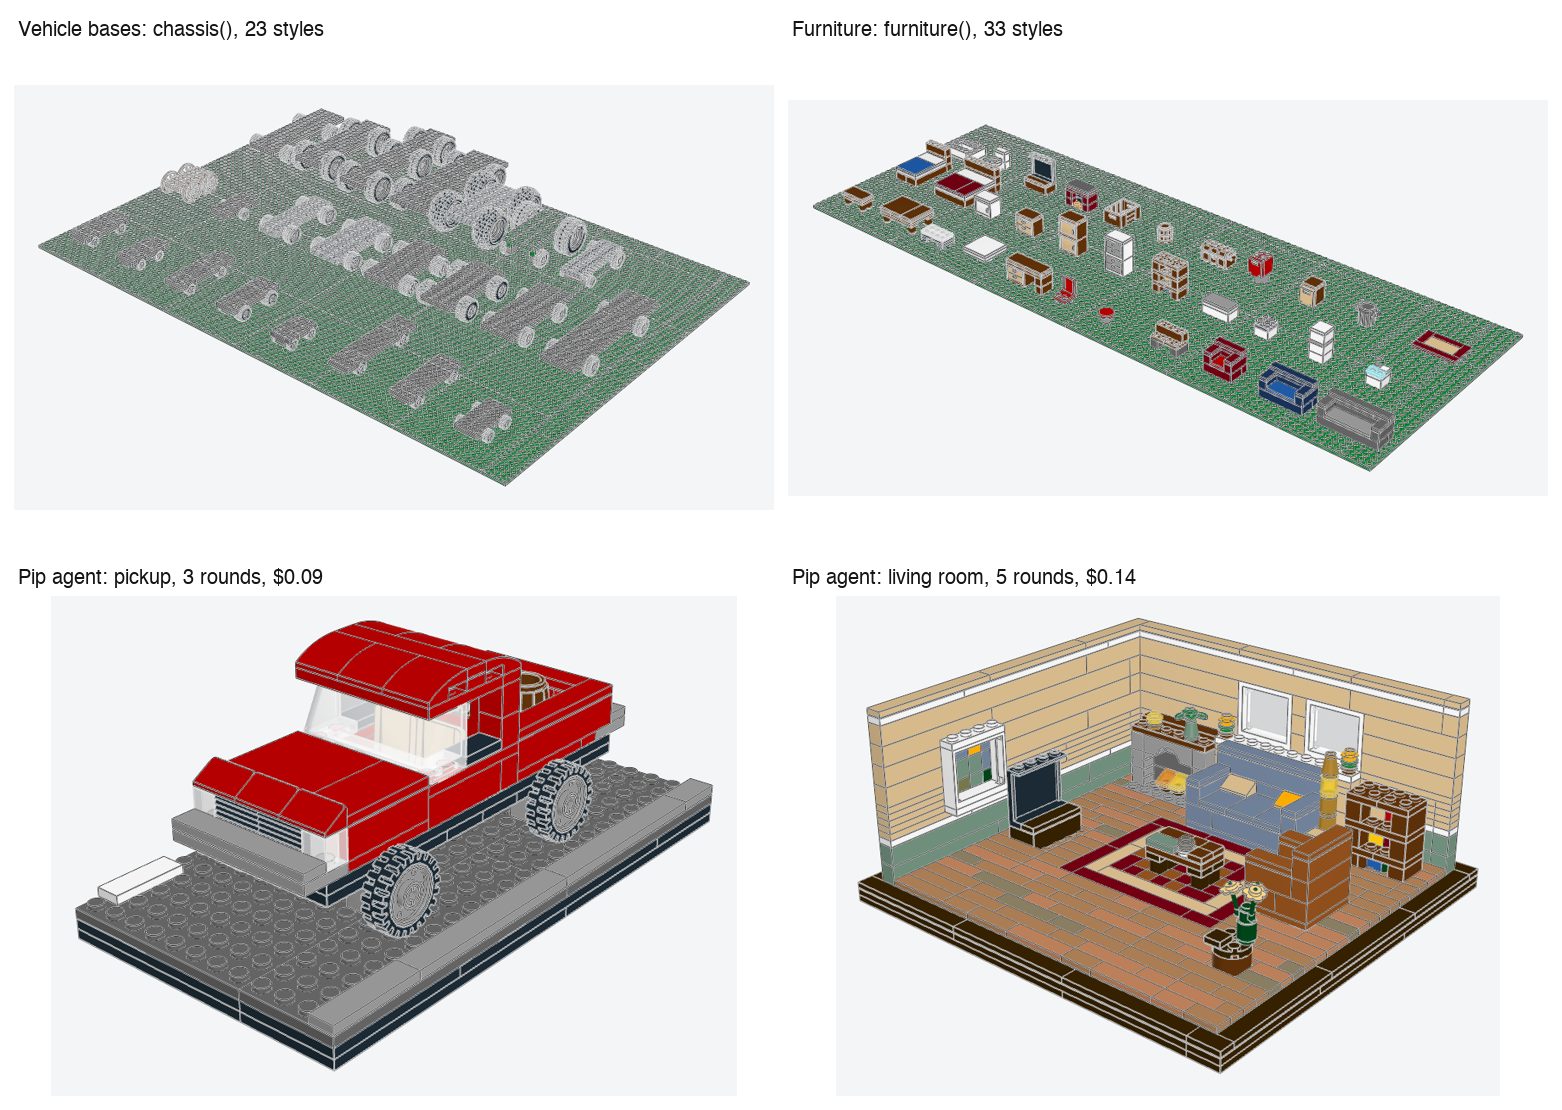 Vehicle bases: chassis(), 23 styles
Furniture: furniture(), 33 styles
Pip agent: pickup, 3 rounds, $0.09
Pip agent: living room, 5 rounds, $0.14